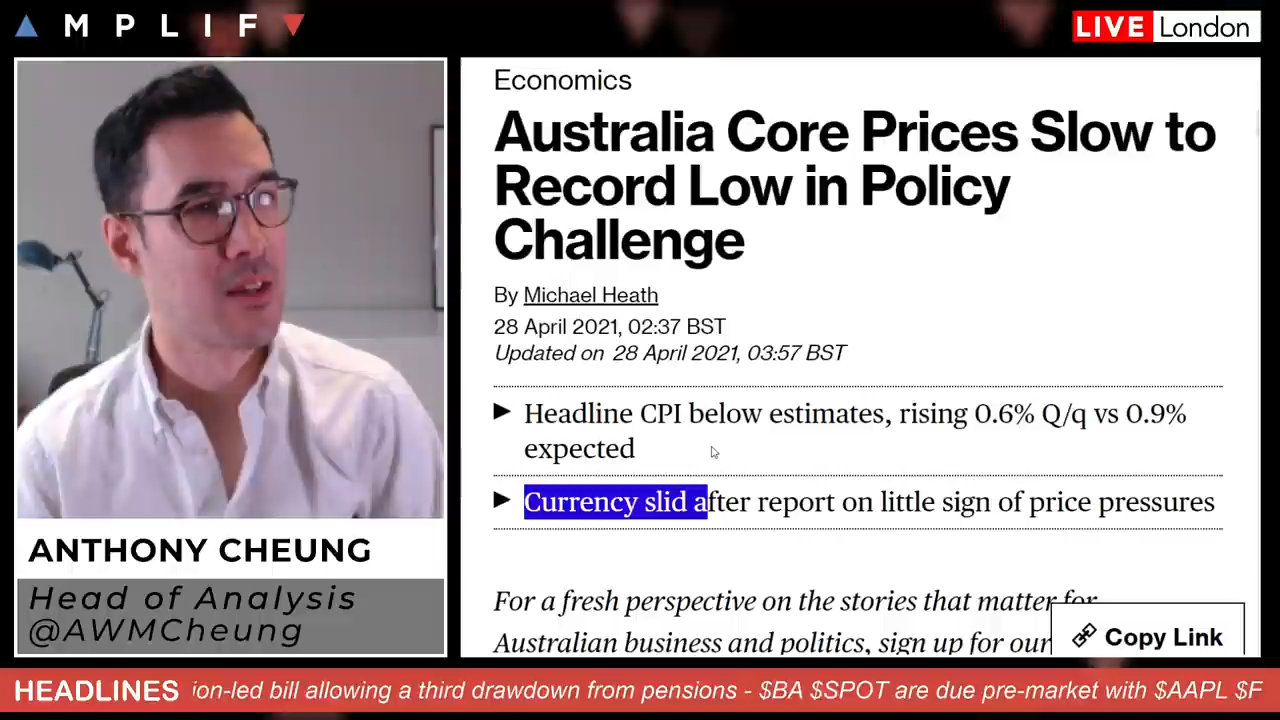 AMPLIFY
LIVE London
Economics
Australia Core Prices Slow to
Record Low in Policy
Challenge
By Michael Heath
28 April 2021, 02:37 BST
Updated on 28 April 2021, 03:57 BST
Headline CPI below estimates, rising 0.6% Q/q vs 0.9%
expected
Currency slid after report on little sign of price pressures
For a fresh perspective on the stories that matter for
Australian business and politics, sign up for our
Copy Link
ANTHONY CHEUNG
Head of Analysis
@AWMCheung
HEADLINES ion-led bill allowing a third drawdown from pensions - $BA $SPOT are due pre-market with $AAPL $F